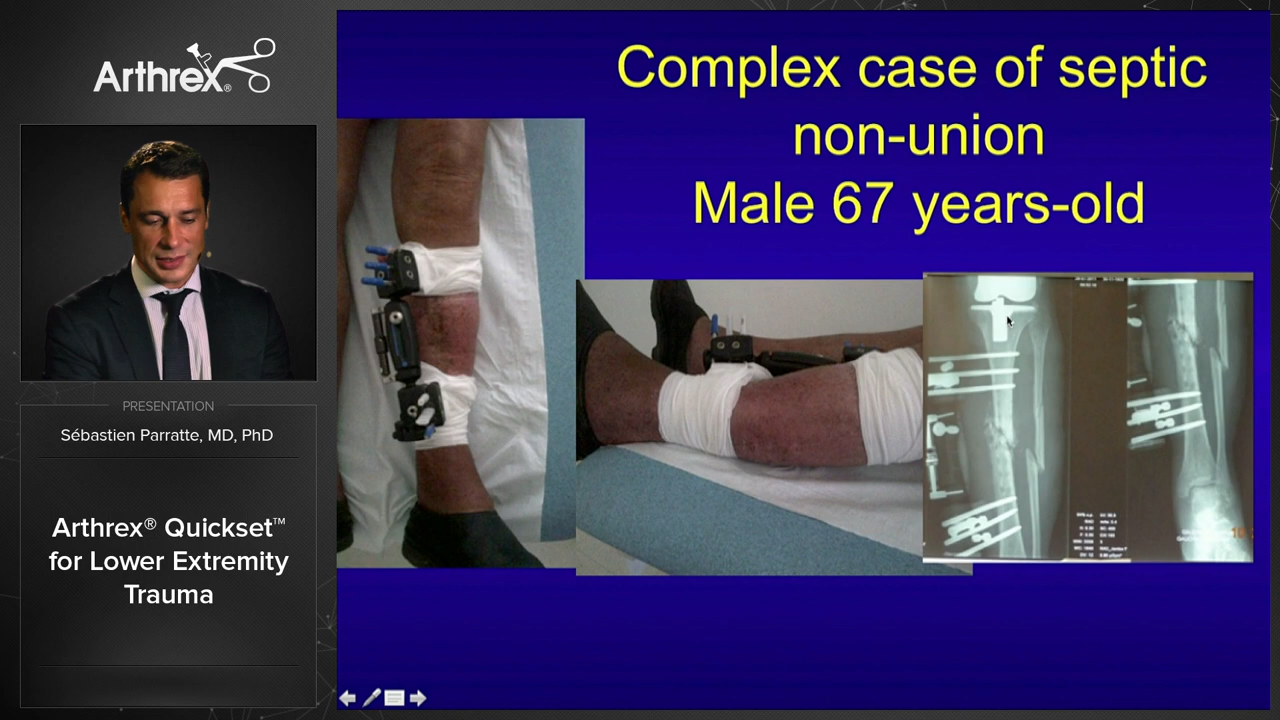 Arthrex®
PRESENTATION
Sébastien Parratte, MD, PhD
Arthrex® Quickset™
for Lower Extremity
Trauma
Complex case of septic
non-union
Male 67 years-old